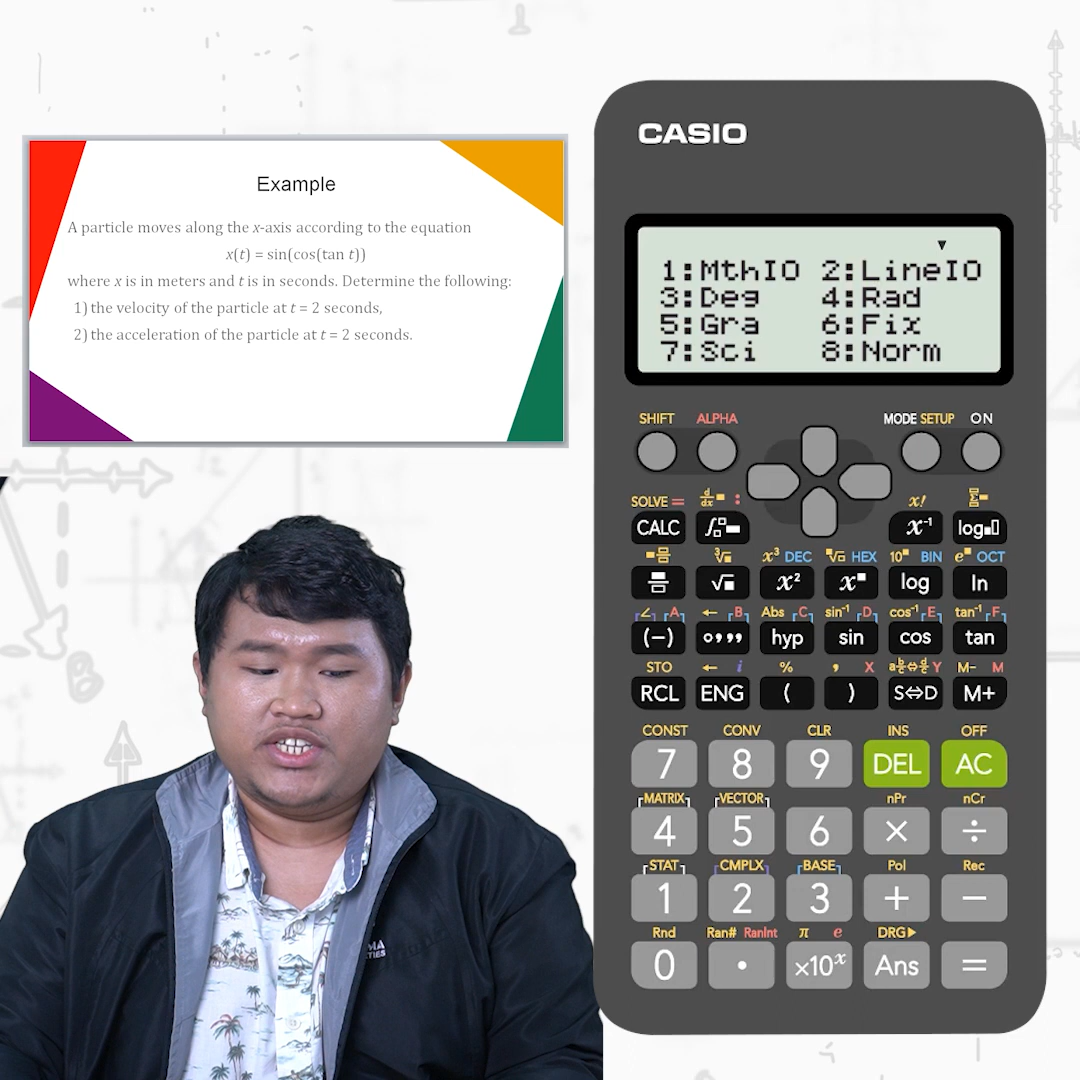 Example
A particle moves along the x-axis according to the equation
x(t) = sin(cos(tan t))
where x is in meters and t is in seconds. Determine the following:
1) the velocity of the particle at t = 2 seconds,
2) the acceleration of the particle at t = 2 seconds.
CASIO
1:MthIO 2:LineIO
3:Deg 4:Rad
5:Gra 6:Fix
7:Sci 8:Norm
SHIFT ALPHA MODE SETUP ON
SOLVE = d/dx■ : x! Σ■
CALC ∫■ x⁻¹ log■□
■ ³√■ x³ DEC ■√□ HEX 10■ BIN e■ OCT
√■ x² x■ log ln
∠ A ← B Abs C sin⁻¹ D cos⁻¹ E tan⁻¹ F
(−) °,,, hyp sin cos tan
STO ← i % , X a b/c⇔d/c Y M− M
RCL ENG ( ) S⇔D M+
CONST CONV CLR INS OFF
7 8 9 DEL AC
MATRIX VECTOR nPr nCr
4 5 6 × ÷
STAT CMPLX BASE Pol Rec
1 2 3 + −
Rnd Ran# RanInt π e DRG▶
0 · ×10ˣ Ans =